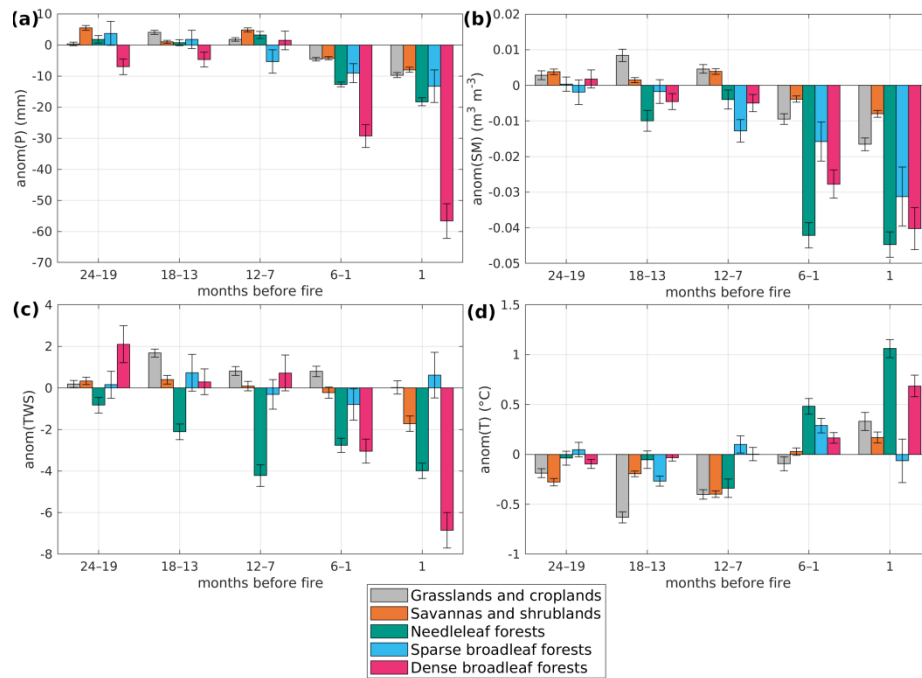 (a)
anom(P) (mm)
10
0
-10
-20
-30
-40
-50
-60
-70
24–19 18–13 12–7 6–1 1
months before fire
(b)
anom(SM) (m³ m⁻³)
0.02
0.01
0
-0.01
-0.02
-0.03
-0.04
-0.05
24–19 18–13 12–7 6–1 1
months before fire
(c)
anom(TWS)
4
2
0
-2
-4
-6
-8
24–19 18–13 12–7 6–1 1
months before fire
(d)
anom(T) (°C)
1.5
1
0.5
0
-0.5
-1
24–19 18–13 12–7 6–1 1
months before fire
Grasslands and croplands
Savannas and shrublands
Needleleaf forests
Sparse broadleaf forests
Dense broadleaf forests